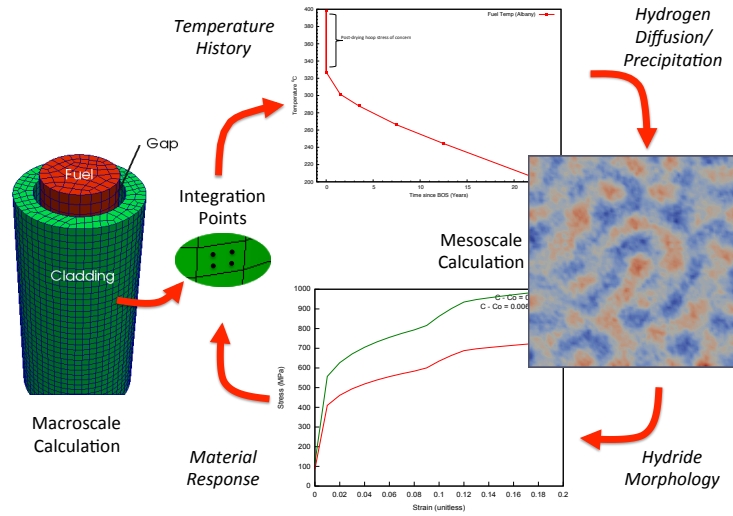 Temperature
History
Hydrogen
Diffusion/
Precipitation
Fuel Temp (Albany)
Post-drying hoop stress of concern
Temperature °C
400
380
360
340
320
300
280
260
240
220
200
0
5
10
15
20
Time since BOS (Years)
Gap
Fuel
Cladding
Integration
Points
Mesoscale
Calculation
Macroscale
Calculation
C - Co = 0
C - Co = 0.006
Stress (MPa)
1000
900
800
700
600
500
400
300
200
100
0
0
0.02
0.04
0.06
0.08
0.1
0.12
0.14
0.16
0.18
0.2
Strain (unitless)
Material
Response
Hydride
Morphology